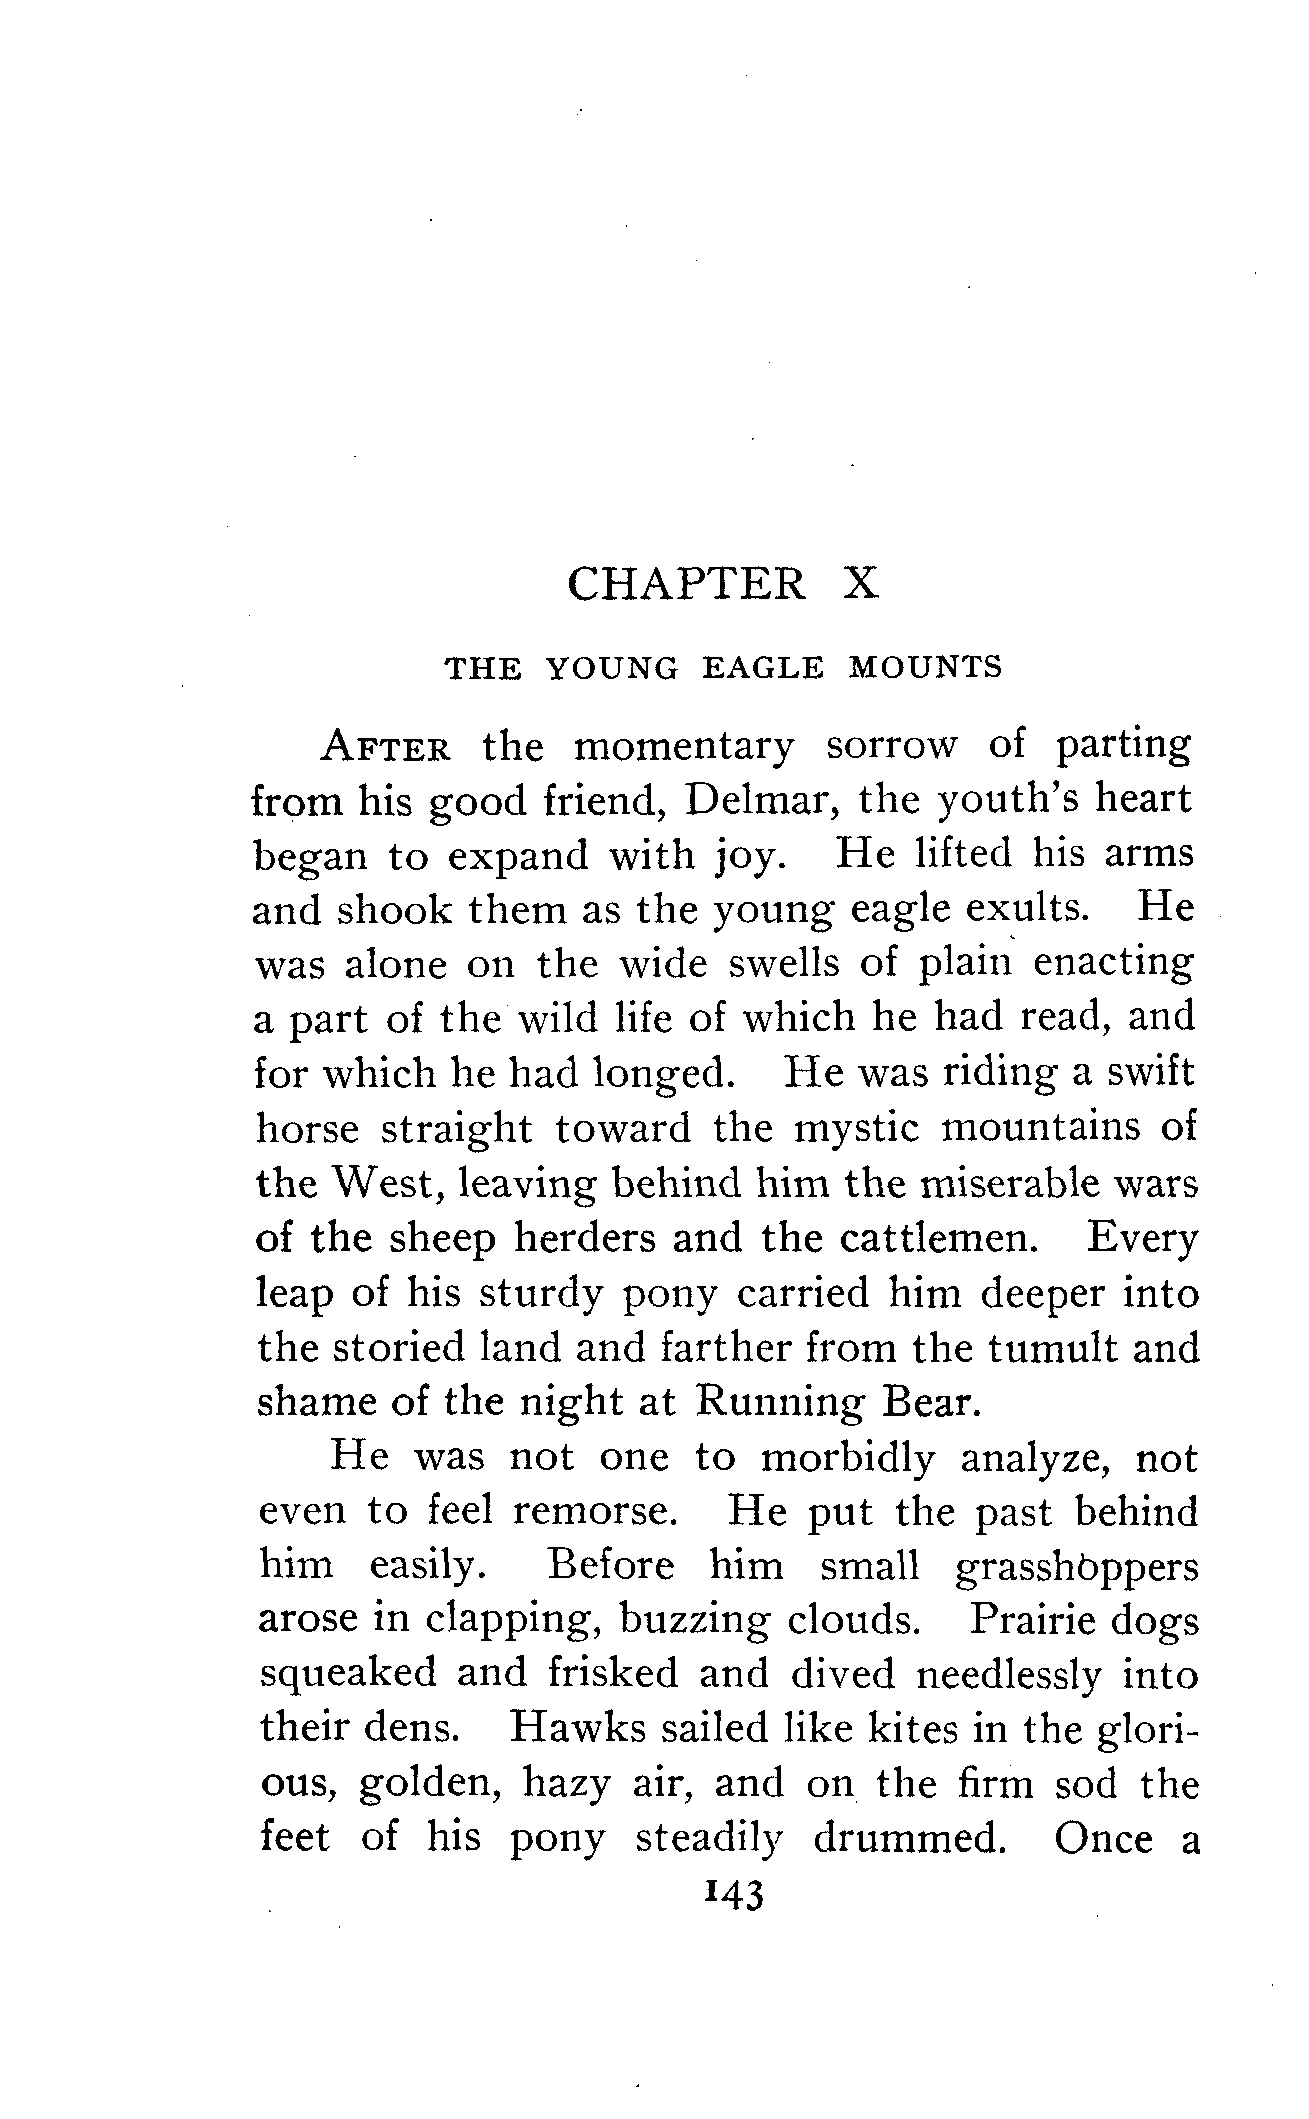 CHAPTER X
THE YOUNG EAGLE MOUNTS
AFTER the momentary sorrow of parting
from his good friend, Delmar, the youth's heart
began to expand with joy. He lifted his arms
and shook them as the young eagle exults. He
was alone on the wide swells of plain enacting
a part of the wild life of which he had read, and
for which he had longed. He was riding a swift
horse straight toward the mystic mountains of
the West, leaving behind him the miserable wars
of the sheep herders and the cattlemen. Every
leap of his sturdy pony carried him deeper into
the storied land and farther from the tumult and
shame of the night at Running Bear.
He was not one to morbidly analyze, not
even to feel remorse. He put the past behind
him easily. Before him small grasshoppers
arose in clapping, buzzing clouds. Prairie dogs
squeaked and frisked and dived needlessly into
their dens. Hawks sailed like kites in the glori-
ous, golden, hazy air, and on the firm sod the
feet of his pony steadily drummed. Once a
143